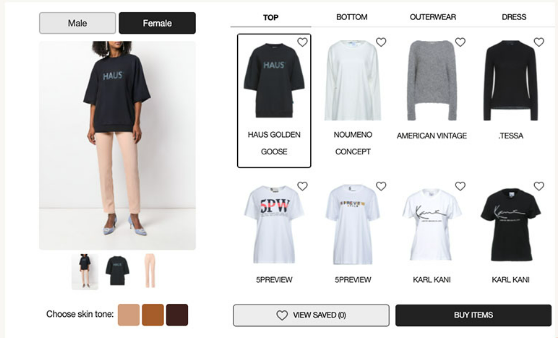 Male
Female
HAUS
Choose skin tone:
TOP
BOTTOM
OUTERWEAR
DRESS
HAUS
HAUS GOLDEN
GOOSE
NOUMENO
CONCEPT
AMERICAN VINTAGE
.TESSA
5PW
5PREVIEW
5PREVIEW
KARL KANI
KARL KANI
VIEW SAVED (0)
BUY ITEMS